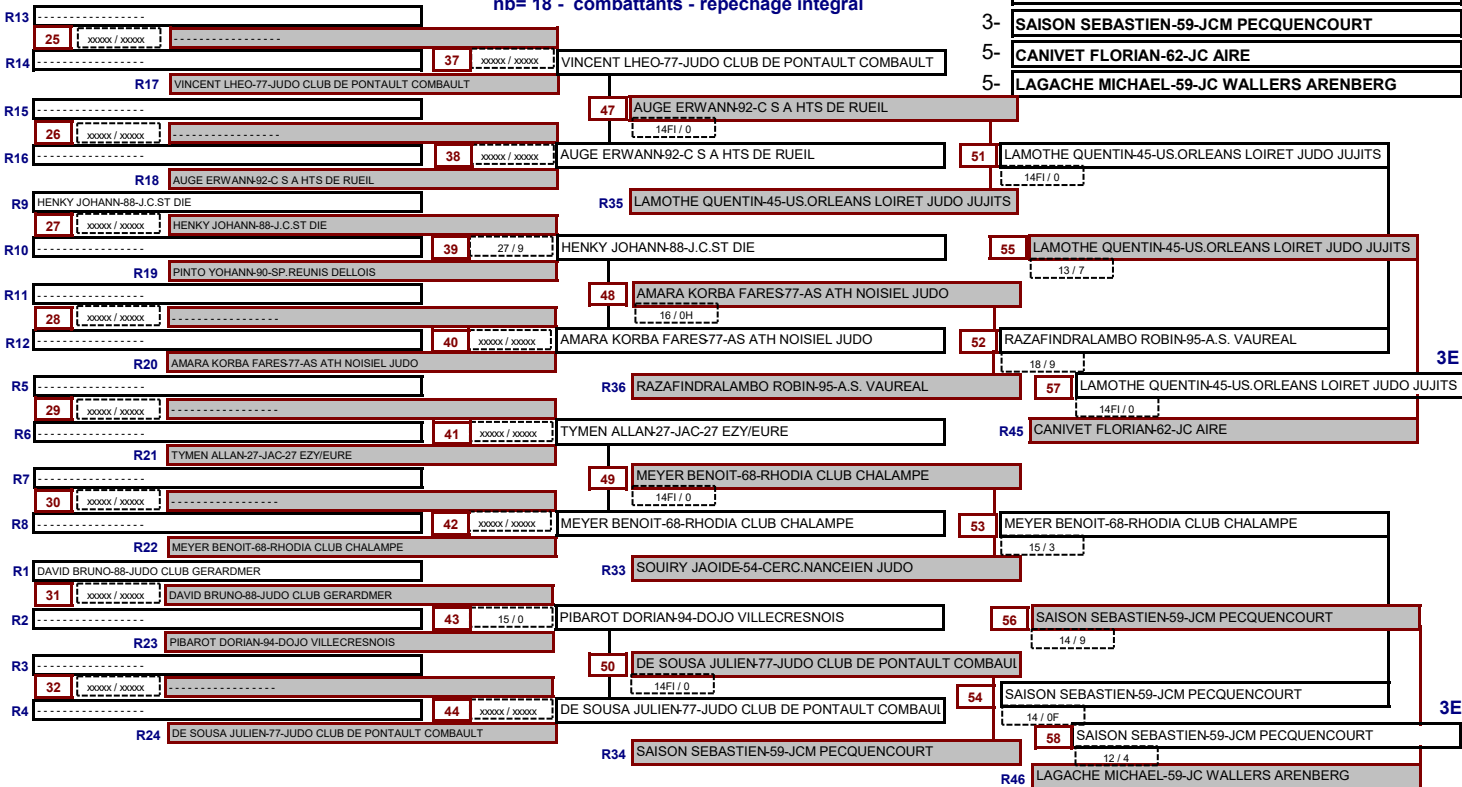 nb= 18 - combattants - repechage integral
3- SAISON SEBASTIEN-59-JCM PECQUENCOURT
5- CANIVET FLORIAN-62-JC AIRE
5- LAGACHE MICHAEL-59-JC WALLERS ARENBERG
R13 ----------------
25 xxxxx / xxxxx ----------------
R14 ----------------
37 xxxxx / xxxxx VINCENT LHEO-77-JUDO CLUB DE PONTAULT COMBAULT
R17 VINCENT LHEO-77-JUDO CLUB DE PONTAULT COMBAULT
R15 ----------------
47 AUGE ERWANN-92-C S A HTS DE RUEIL
14FI / 0
26 xxxxx / xxxxx ----------------
R16 ----------------
38 xxxxx / xxxxx AUGE ERWANN-92-C S A HTS DE RUEIL
51 LAMOTHE QUENTIN-45-US.ORLEANS LOIRET JUDO JUJITS
14FI / 0
R18 AUGE ERWANN-92-C S A HTS DE RUEIL
R9 HENKY JOHANN-88-J.C.ST DIE
R35 LAMOTHE QUENTIN-45-US.ORLEANS LOIRET JUDO JUJITS
27 xxxxx / xxxxx HENKY JOHANN-88-J.C.ST DIE
R10 ----------------
39 27 / 9 HENKY JOHANN-88-J.C.ST DIE
55 LAMOTHE QUENTIN-45-US.ORLEANS LOIRET JUDO JUJITS
13 / 7
R19 PINTO YOHANN-90-SP.REUNIS DELLOIS
R11 ----------------
48 AMARA KORBA FARES-77-AS ATH NOISIEL JUDO
16 / 0H
28 xxxxx / xxxxx ----------------
R12 ----------------
40 xxxxx / xxxxx AMARA KORBA FARES-77-AS ATH NOISIEL JUDO
52 RAZAFINDRALAMBO ROBIN-95-A.S. VAUREAL
18 / 9
3E
R20 AMARA KORBA FARES-77-AS ATH NOISIEL JUDO
R5 ----------------
R36 RAZAFINDRALAMBO ROBIN-95-A.S. VAUREAL
57 LAMOTHE QUENTIN-45-US.ORLEANS LOIRET JUDO JUJITS
14FI / 0
29 xxxxx / xxxxx ----------------
R6 ----------------
41 xxxxx / xxxxx TYMEN ALLAN-27-JAC-27 EZY/EURE
R45 CANIVET FLORIAN-62-JC AIRE
R21 TYMEN ALLAN-27-JAC-27 EZY/EURE
R7 ----------------
49 MEYER BENOIT-68-RHODIA CLUB CHALAMPE
14FI / 0
30 xxxxx / xxxxx ----------------
R8 ----------------
42 xxxxx / xxxxx MEYER BENOIT-68-RHODIA CLUB CHALAMPE
53 MEYER BENOIT-68-RHODIA CLUB CHALAMPE
15 / 3
R22 MEYER BENOIT-68-RHODIA CLUB CHALAMPE
R1 DAVID BRUNO-88-JUDO CLUB GERARDMER
R33 SOUIRY JAOIDE-54-CERC.NANCEIEN JUDO
31 xxxxx / xxxxx DAVID BRUNO-88-JUDO CLUB GERARDMER
R2 ----------------
43 15 / 0 PIBAROT DORIAN-94-DOJO VILLECRESNOIS
56 SAISON SEBASTIEN-59-JCM PECQUENCOURT
14 / 9
R23 PIBAROT DORIAN-94-DOJO VILLECRESNOIS
R3 ----------------
50 DE SOUSA JULIEN-77-JUDO CLUB DE PONTAULT COMBAUL
14FI / 0
32 xxxxx / xxxxx ----------------
54 SAISON SEBASTIEN-59-JCM PECQUENCOURT
14 / 0F
R4 ----------------
44 xxxxx / xxxxx DE SOUSA JULIEN-77-JUDO CLUB DE PONTAULT COMBAUL
3E
R24 DE SOUSA JULIEN-77-JUDO CLUB DE PONTAULT COMBAULT
58 SAISON SEBASTIEN-59-JCM PECQUENCOURT
12 / 4
R34 SAISON SEBASTIEN-59-JCM PECQUENCOURT
R46 LAGACHE MICHAEL-59-JC WALLERS ARENBERG